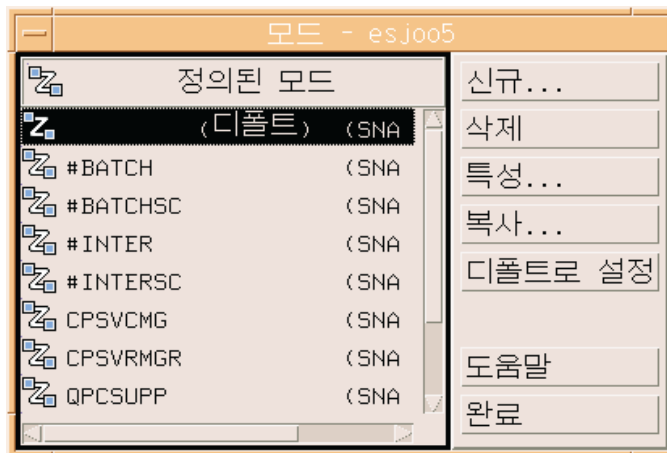 모드 - esjoo5
정의된 모드
(디폴트) (SNA
#BATCH (SNA
#BATCHSC (SNA
#INTER (SNA
#INTERSC (SNA
CPSVCMG (SNA
CPSVRMGR (SNA
QPCSUPP (SNA
신규...
삭제
특성...
복사...
디폴트로 설정
도움말
완료